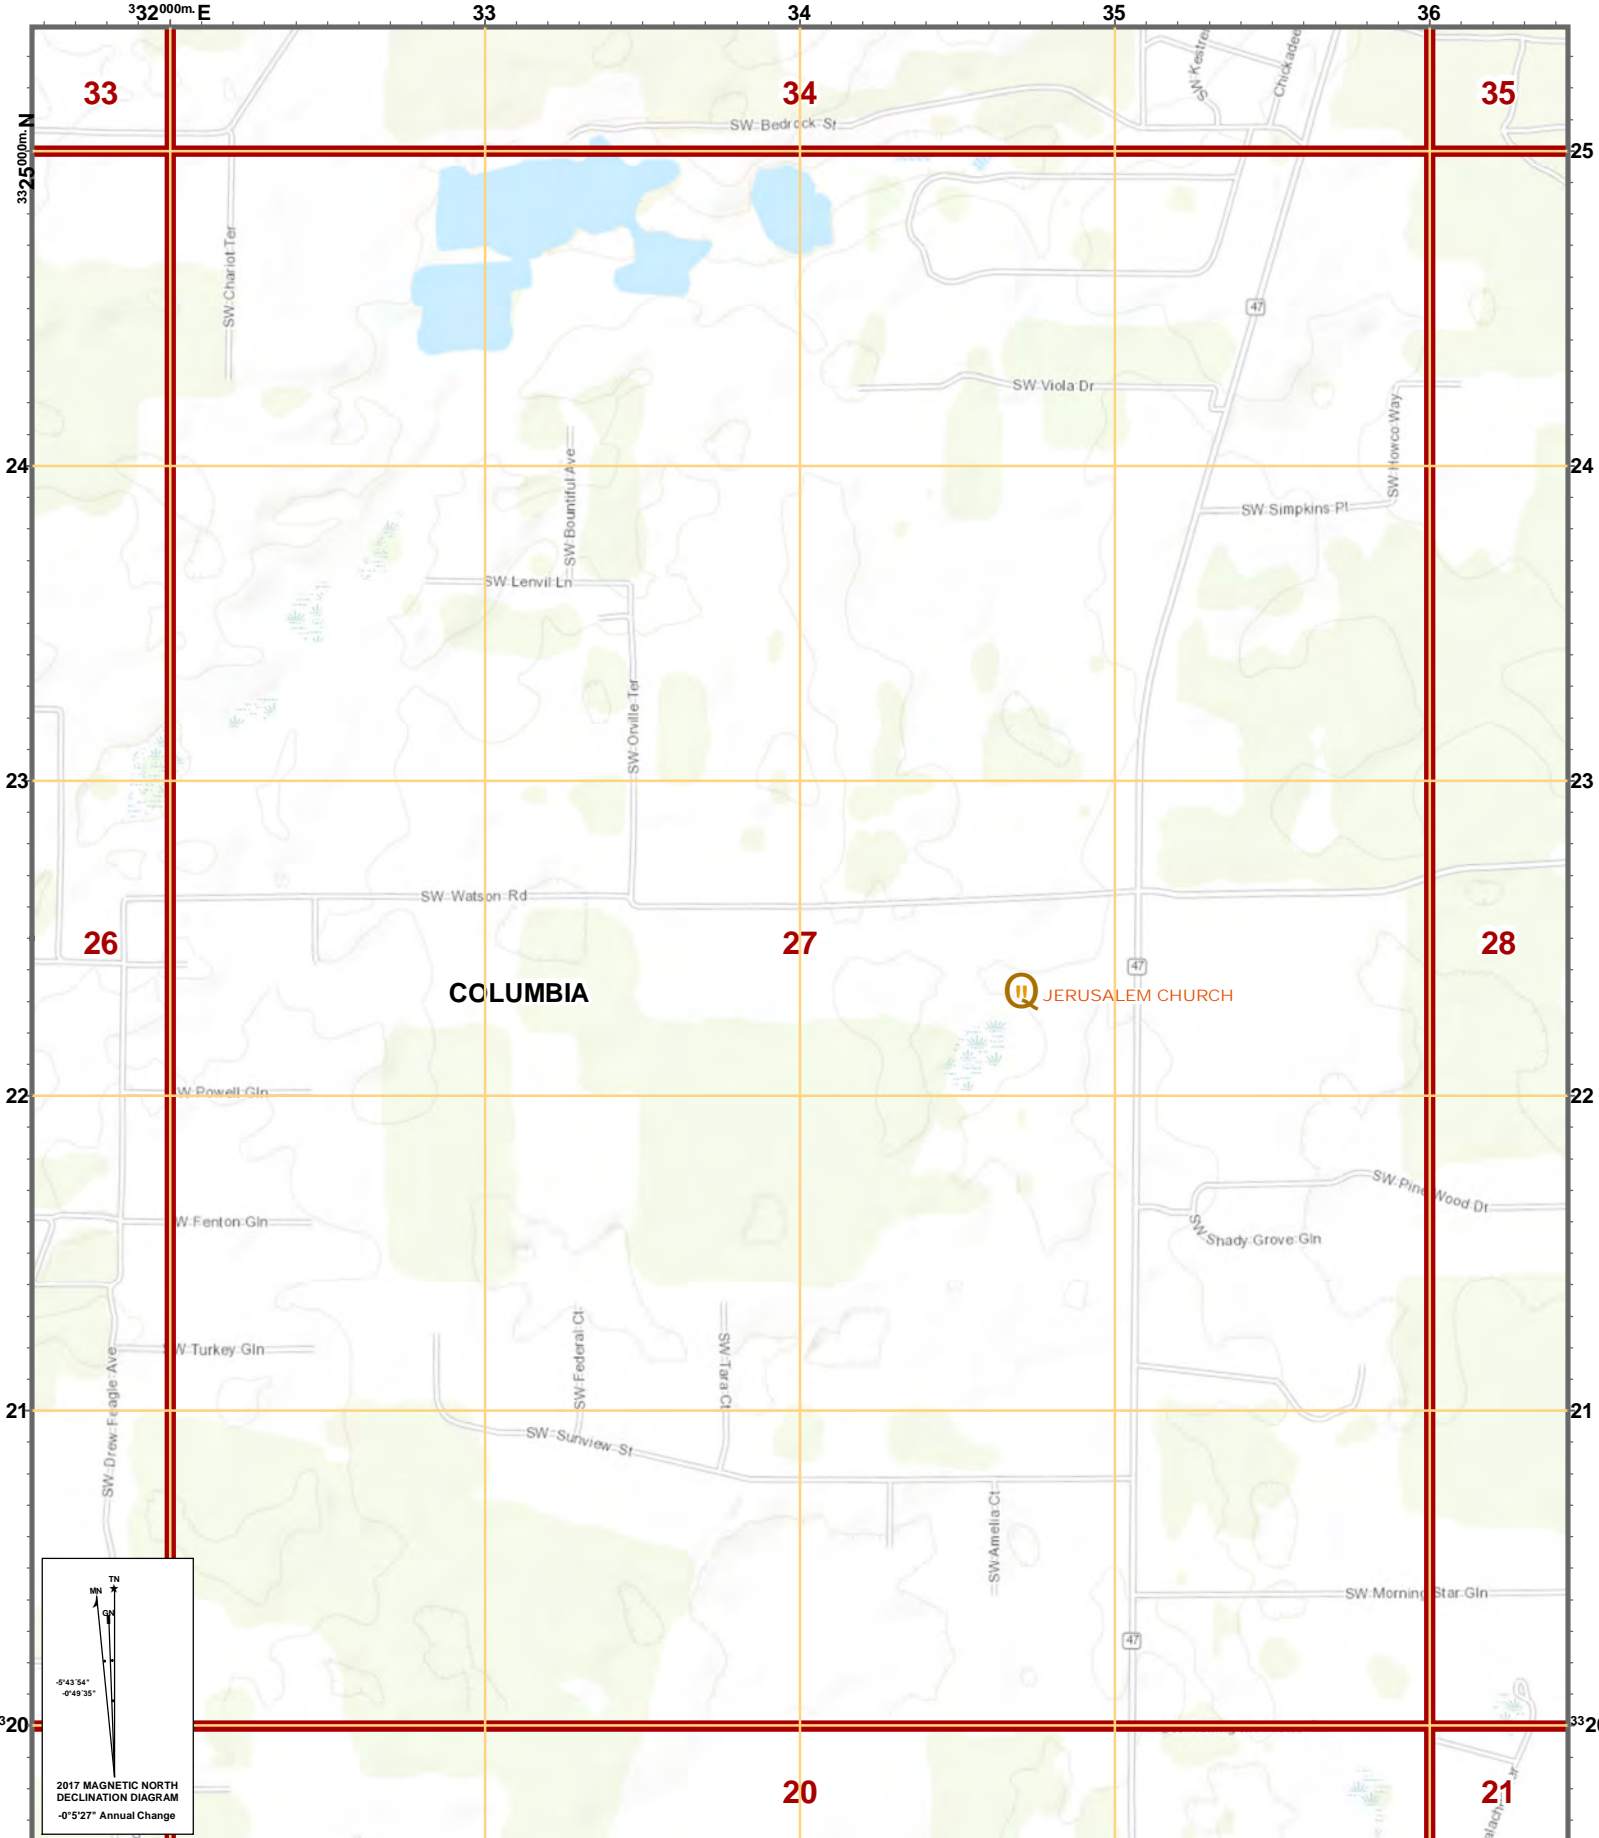 332000m.E
33
34
35
36
33
34
35
3325000m.N
25
SW Kestrel
Chickadee
SW Bedrock St
SW Chariot Ter
47
SW Viola Dr
SW Howco Way
24
24
SW Bountiful Ave
SW Simpkins Pl
SW Lenvil Ln
SW Orville Ter
23
23
SW Watson Rd
26
27
28
47
COLUMBIA
JERUSALEM CHURCH
22
22
W Powell Gln
SW Pine Wood Dr
W Fenton Gln
SW Shady Grove Gln
SW Drew Feagle Ave
W Turkey Gln
SW Federal Ct
SW Tara Ct
21
21
SW Sunview St
SW Amelia Ct
SW Morning Star Gln
47
TN
MN
GN
-5°43´54"
-0°49´35"
2017 MAGNETIC NORTH
DECLINATION DIAGRAM
-0°5'27" Annual Change
320
3320
20
21